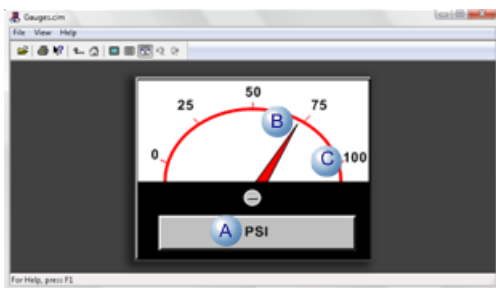 Gauges.cim
File View Help
50
25 75
B
0 C 100
A PSI
For Help, press F1